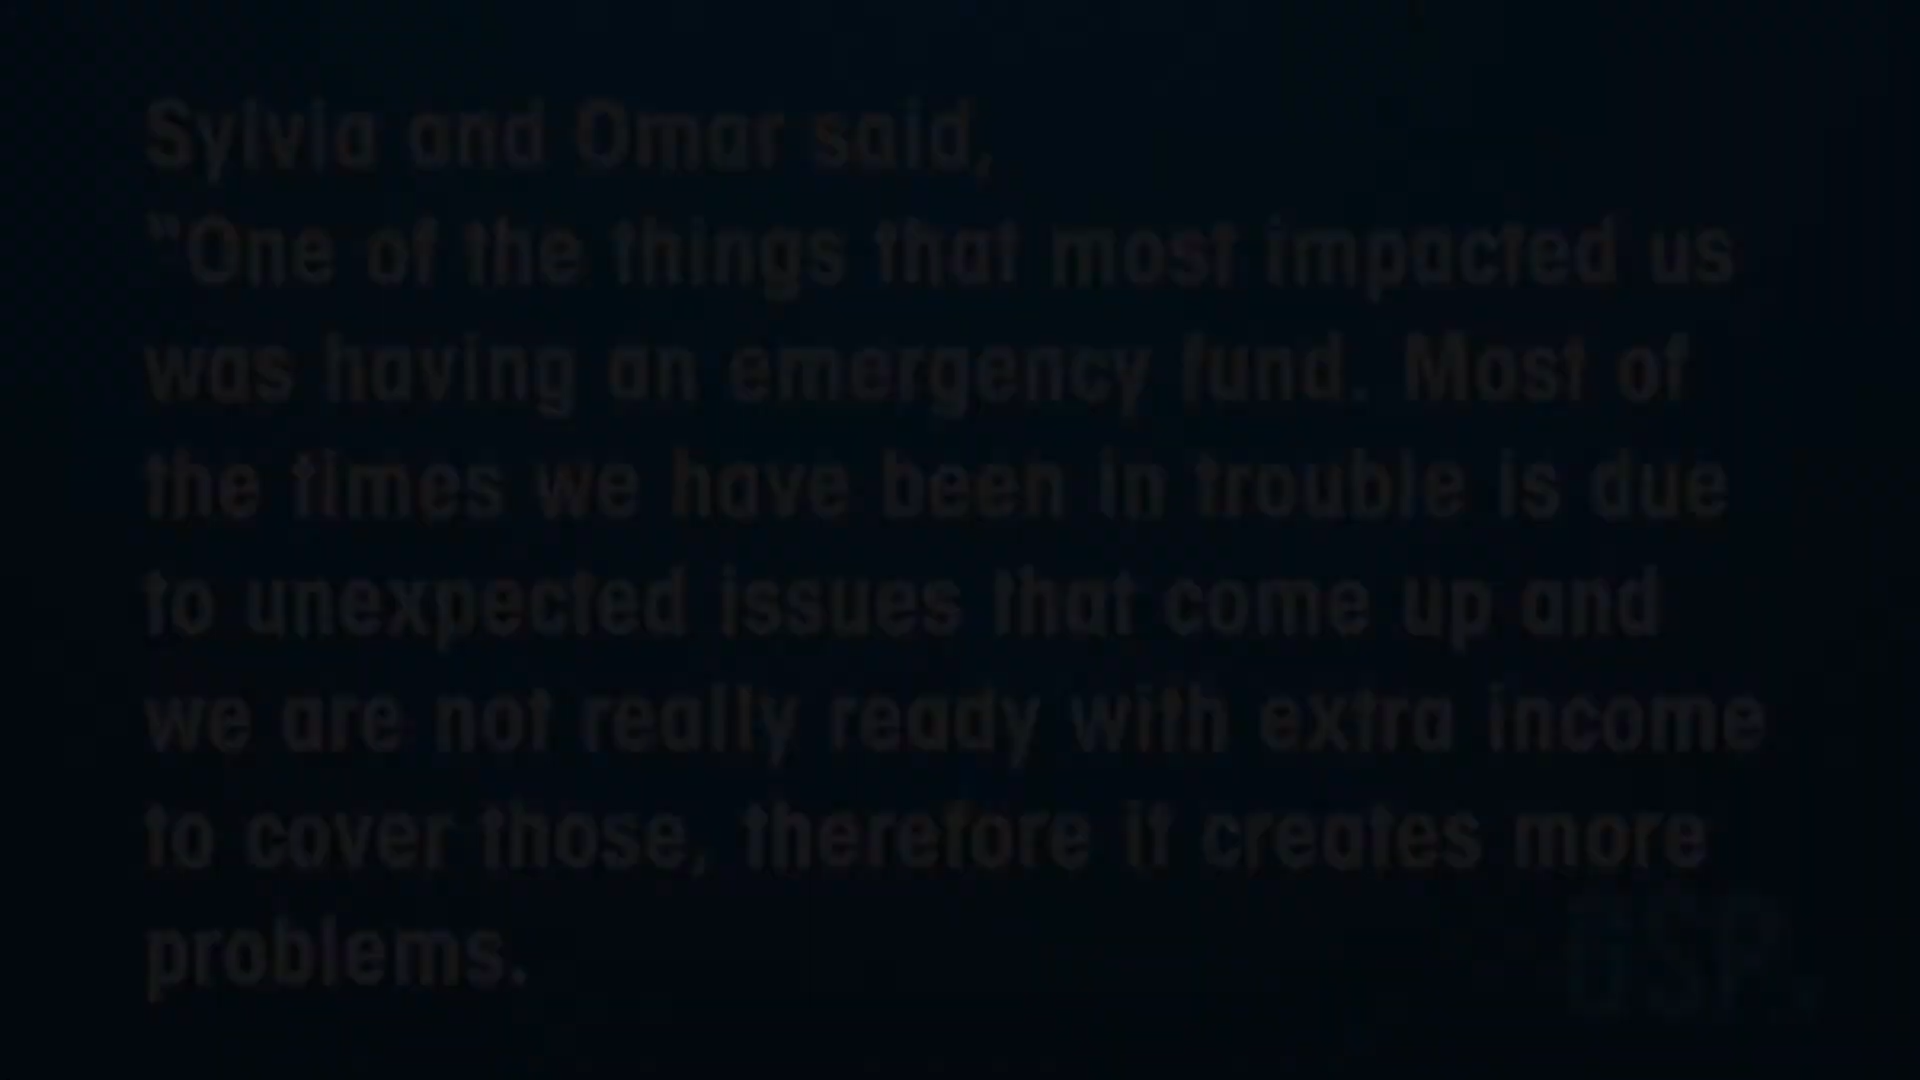 Sylvia and Omar said,
"One of the things that most impacted us
was having an emergency fund. Most of
the times we have been in trouble is due
to unexpected issues that come up and
we are not really ready with extra income
to cover those, therefore it creates more
problems.